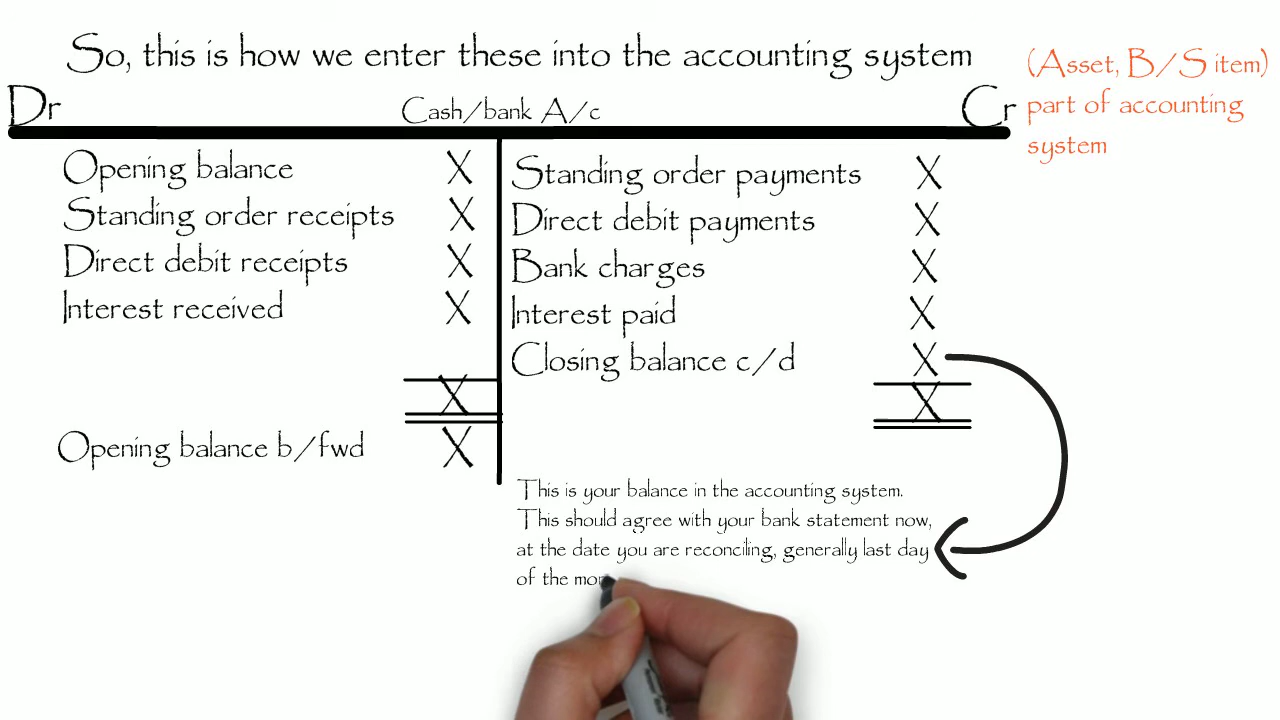 So, this is how we enter these into the accounting system
(Asset, B/S item)
part of accounting
system
Dr
Cash/bank A/c
Cr
Opening balance X
Standing order receipts X
Direct debit receipts X
Interest received X
X
Opening balance b/fwd X
Standing order payments X
Direct debit payments X
Bank charges X
Interest paid X
Closing balance c/d X
X
This is your balance in the accounting system.
This should agree with your bank statement now,
at the date you are reconciling, generally last day
of the mo